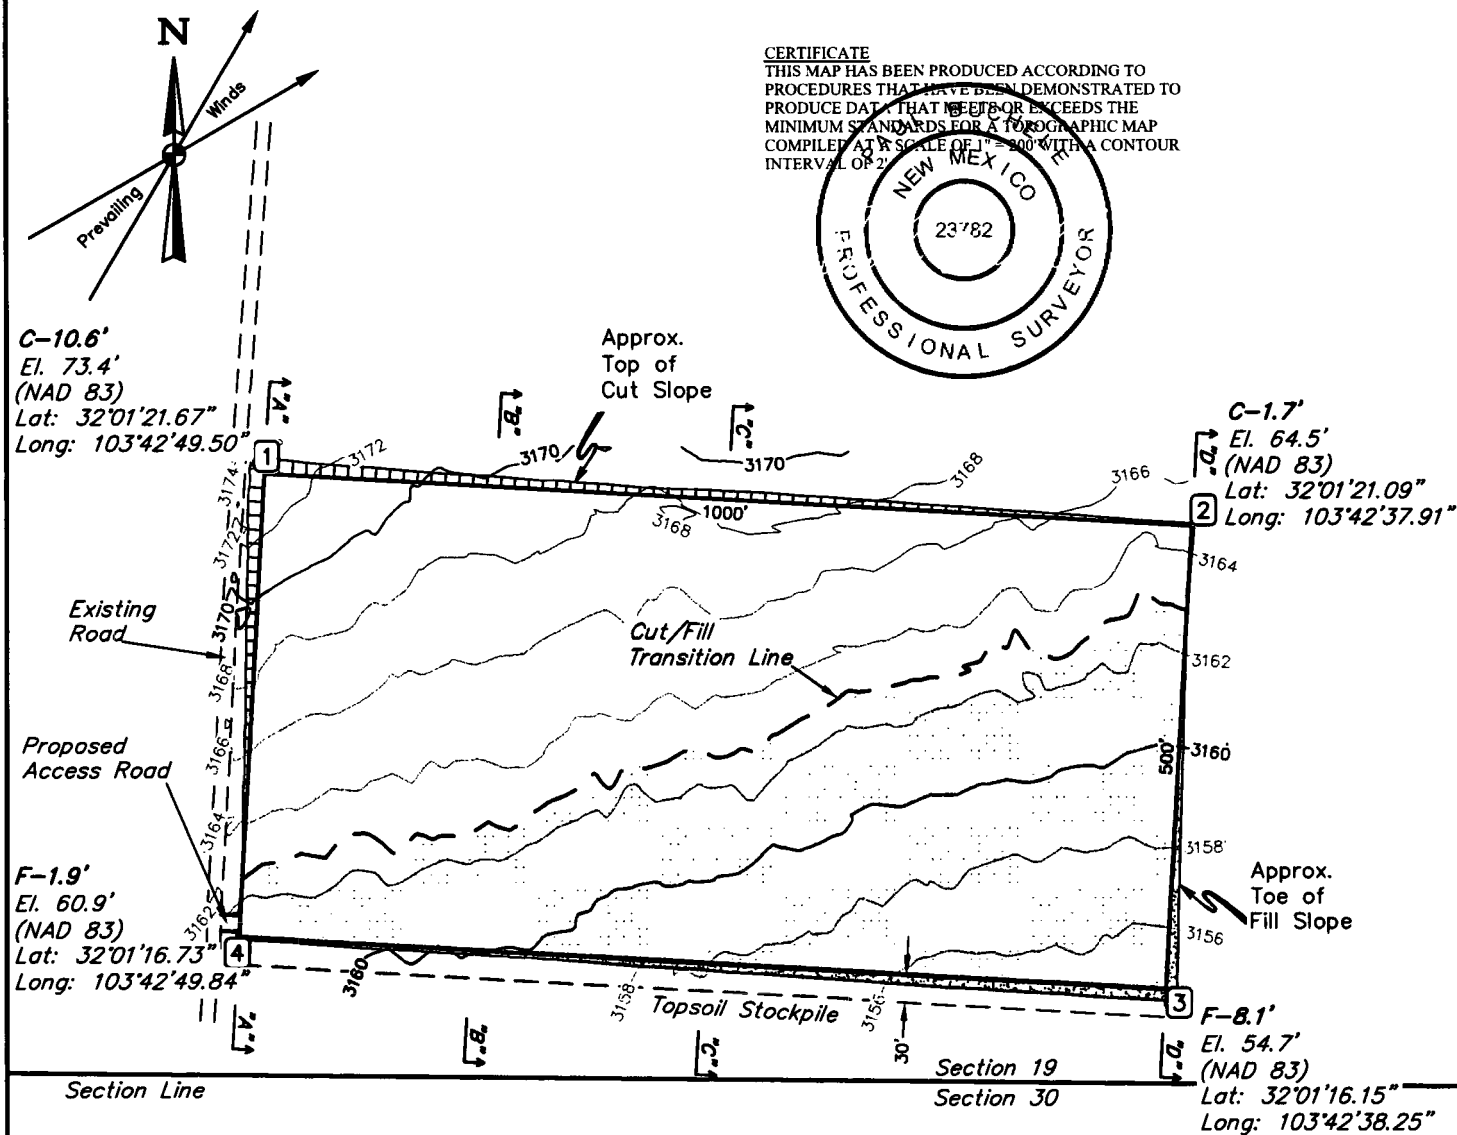 N
Winds
Prevailing
CERTIFICATE
THIS MAP HAS BEEN PRODUCED ACCORDING TO
PROCEDURES THAT HAVE BEEN DEMONSTRATED TO
PRODUCE DATA THAT MEETS OR EXCEEDS THE
MINIMUM STANDARDS FOR A TOPOGRAPHIC MAP
COMPILED AT A SCALE OF 1" = 200' WITH A CONTOUR
INTERVAL OF 2'
BUCHELE
NEW MEXICO
23782
PROFESSIONAL SURVEYOR
C-10.6'
El. 73.4'
(NAD 83)
Lat: 32°01'21.67"
Long: 103°42'49.50"
1
"A"
"B"
Approx.
Top of
Cut Slope
"C"
C-1.7'
El. 64.5'
(NAD 83)
Lat: 32°01'21.09"
Long: 103°42'37.91"
"D"
2
3172
3170
3170
3168
3166
3174
3172
3168
1000'
3164
Existing
Road
3170
3168
Cut/Fill
Transition Line
3162
Proposed
Access Road
3166
3164
500'
3160
3158
F-1.9'
El. 60.9'
(NAD 83)
Lat: 32°01'16.73"
Long: 103°42'49.84"
3162
4
Approx.
Toe of
Fill Slope
3156
3160
3158
Topsoil Stockpile
3156
30'
3
F-8.1'
El. 54.7'
(NAD 83)
Lat: 32°01'16.15"
Long: 103°42'38.25"
"A"
"B"
"C"
"D"
Section 19
Section Line
Section 30